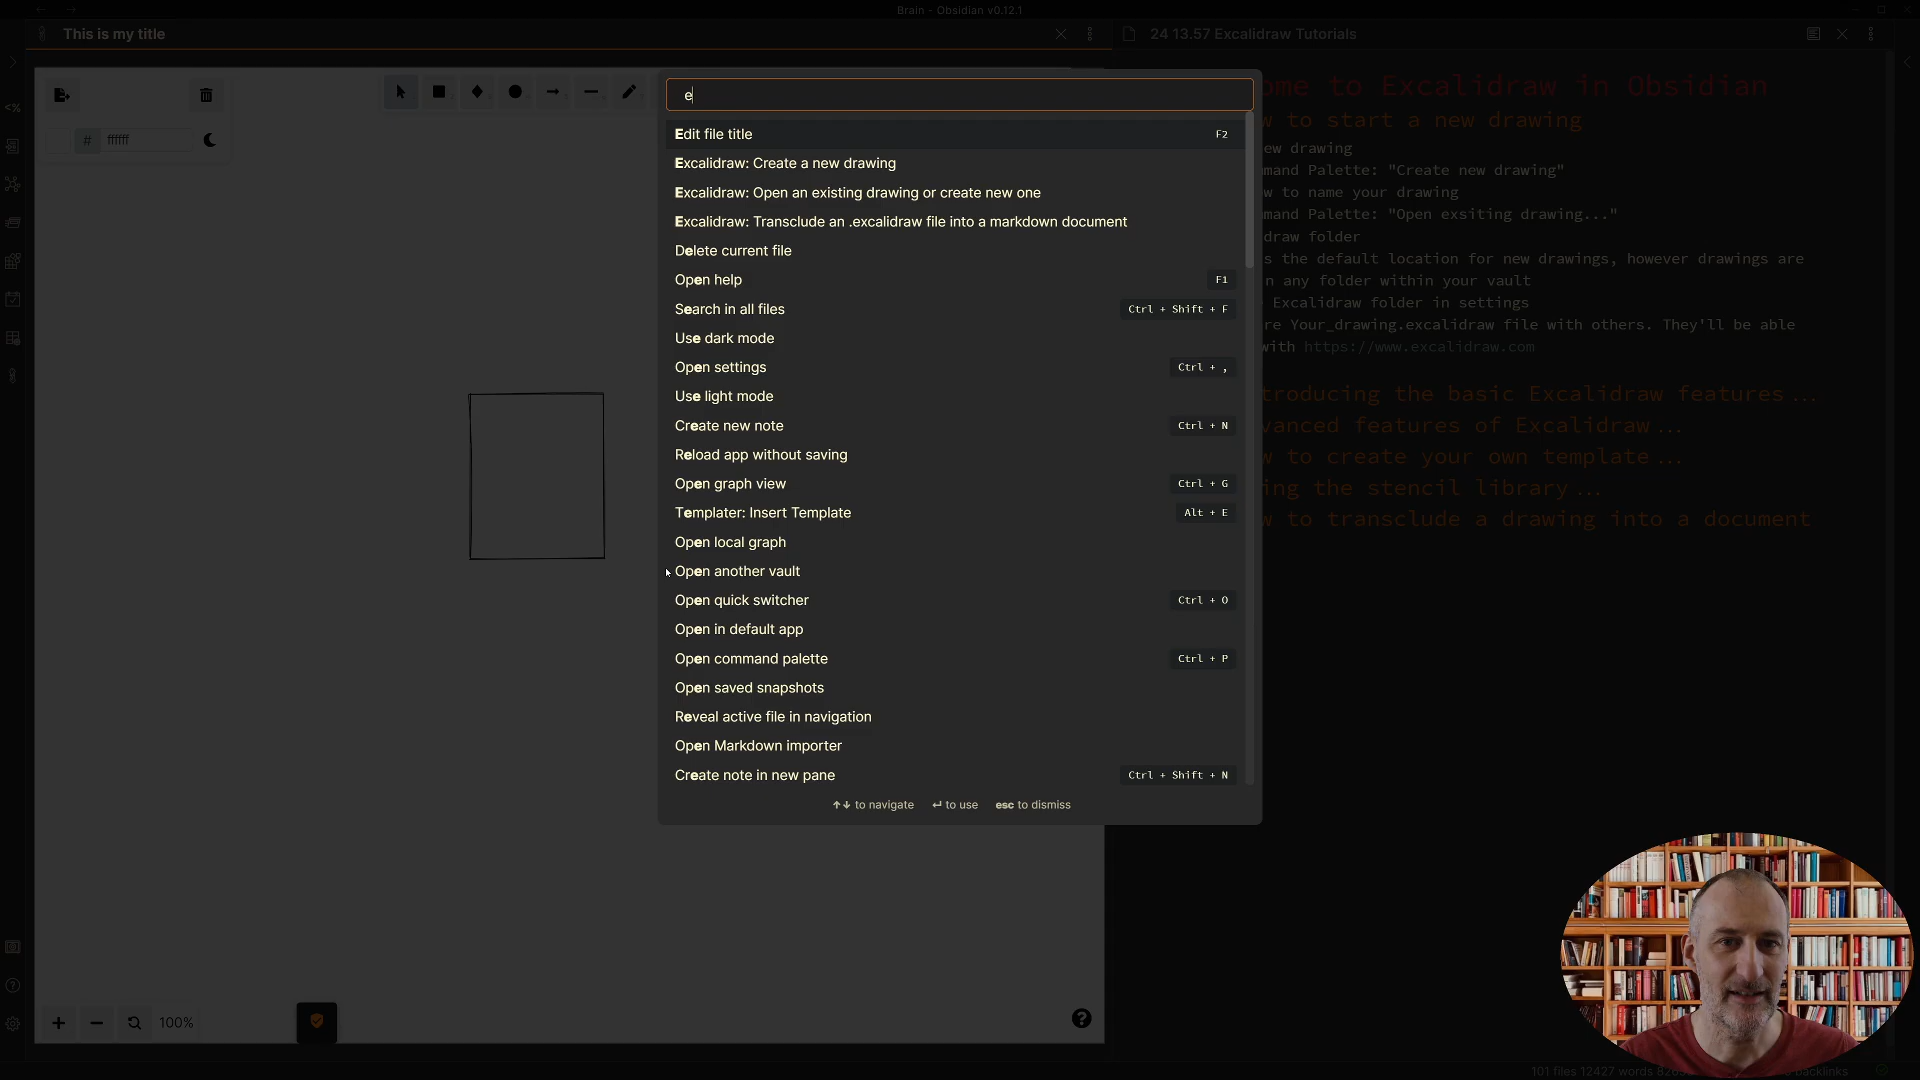 Brain - Obsidian v0.12.1
This is my title
24 13.57 Excalidraw Tutorials
# ffffff
e
Edit file title F2
Excalidraw: Create a new drawing
Excalidraw: Open an existing drawing or create new one
Excalidraw: Transclude an .excalidraw file into a markdown document
Delete current file
Open help F1
Search in all files Ctrl + Shift + F
Use dark mode
Open settings Ctrl + ,
Use light mode
Create new note Ctrl + N
Reload app without saving
Open graph view Ctrl + G
Templater: Insert Template Alt + E
Open local graph
Open another vault
Open quick switcher Ctrl + O
Open in default app
Open command palette Ctrl + P
Open saved snapshots
Reveal active file in navigation
Open Markdown importer
Create note in new pane Ctrl + Shift + N
↑↓ to navigate ↵ to use esc to dismiss
ome to Excalidraw in Obsidian
w to start a new drawing
ew drawing
mand Palette: "Create new drawing"
w to name your drawing
mand Palette: "Open exsiting drawing..."
draw folder
s the default location for new drawings, however drawings are
n any folder within your vault
Excalidraw folder in settings
re Your_drawing.excalidraw file with others. They'll be able
with https://www.excalidraw.com
troducing the basic Excalidraw features...
vanced features of Excalidraw...
w to create your own template...
ing the stencil library...
w to transclude a drawing into a document
100%
101 files 12427 words
backlinks